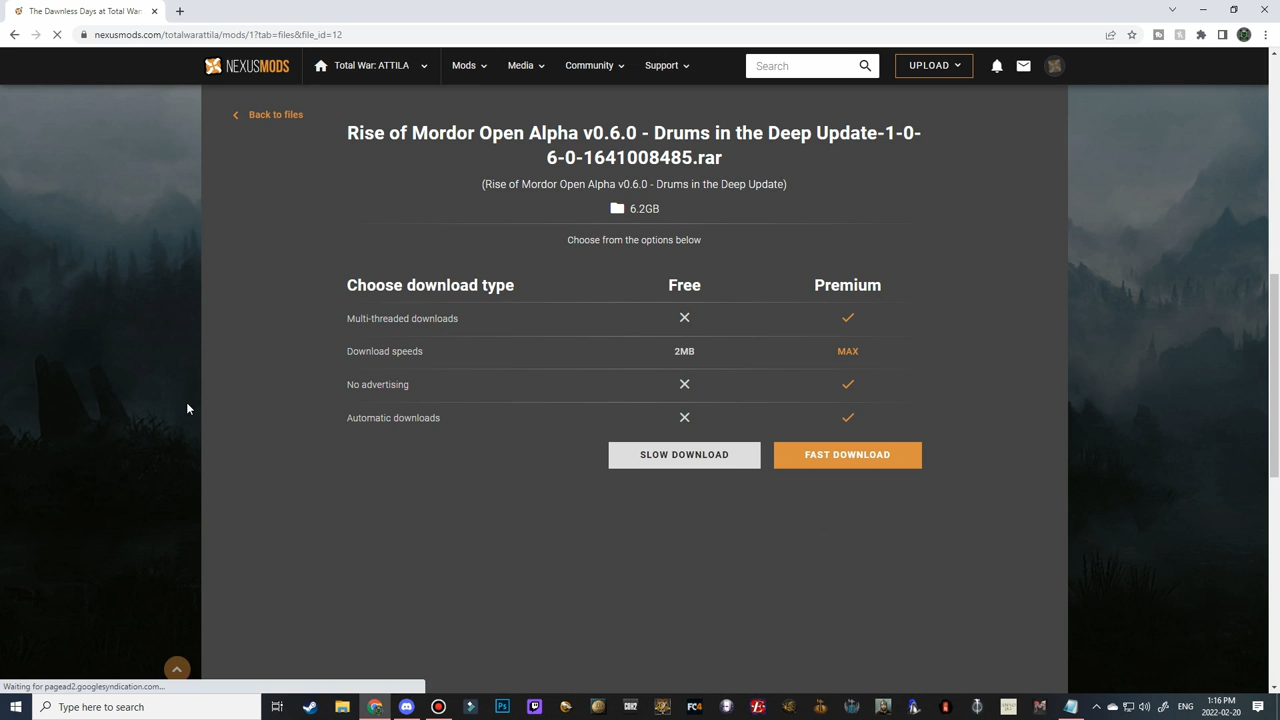 The Dawnless Days at Total War:
nexusmods.com/totalwarattila/mods/1?tab=files&file_id=12
NEXUSMODS Total War: ATTILA Mods Media Community Support Search UPLOAD
Back to files
Rise of Mordor Open Alpha v0.6.0 - Drums in the Deep Update-1-0-
6-0-1641008485.rar
(Rise of Mordor Open Alpha v0.6.0 - Drums in the Deep Update)
6.2GB
Choose from the options below
Choose download type Free Premium
Multi-threaded downloads
Download speeds 2MB MAX
No advertising
Automatic downloads
SLOW DOWNLOAD FAST DOWNLOAD
Waiting for pagead2.googlesyndication.com...
Type here to search Ps FC4 ENG 1:16 PM
2022-02-20